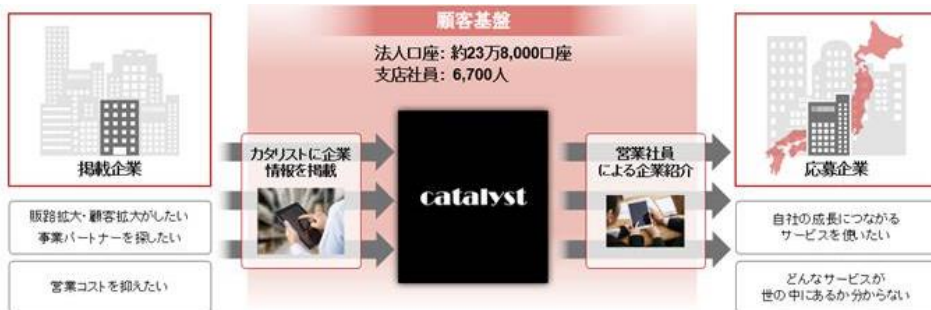 顧客基盤
法人口座: 約23万8,000口座
支店社員: 6,700人
掲載企業
カタリストに企業
情報を掲載
catalyst
営業社員
による企業紹介
応募企業
販路拡大・顧客拡大がしたい
事業パートナーを探したい
営業コストを抑えたい
自社の成長につながる
サービスを使いたい
どんなサービスが
世の中にあるか分からない